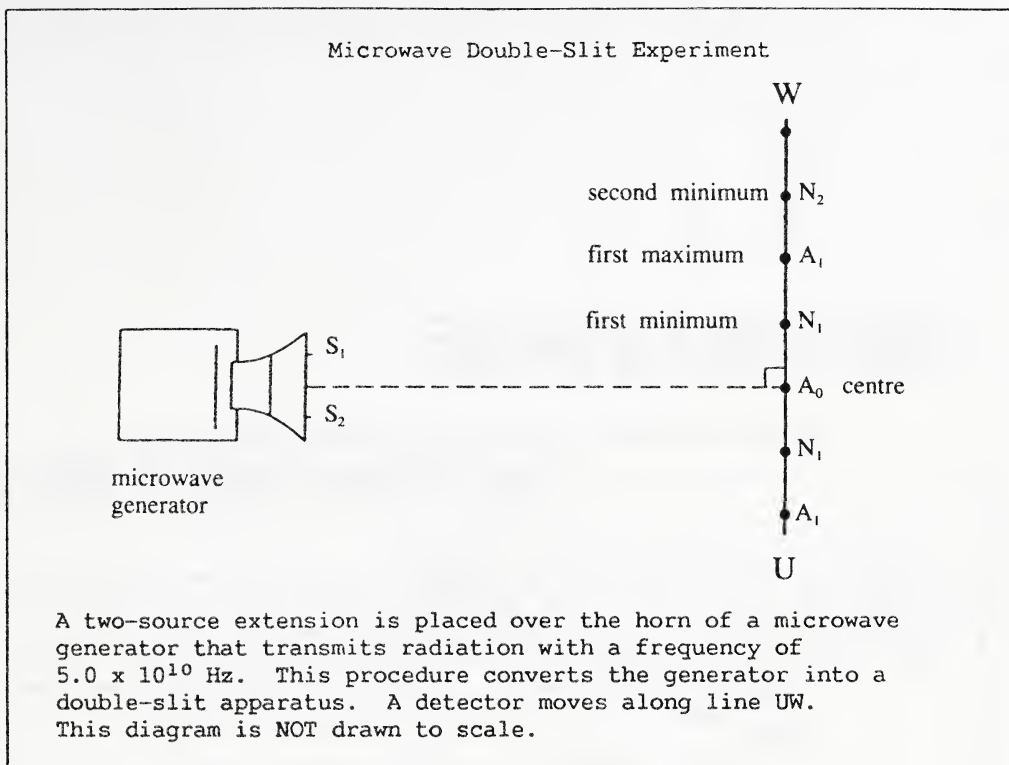 Microwave Double-Slit Experiment
W
second minimum N₂
first maximum A₁
first minimum N₁
S₁
A₀ centre
S₂
N₁
microwave
generator
A₁
U
A two-source extension is placed over the horn of a microwave
generator that transmits radiation with a frequency of
5.0 x 10¹⁰ Hz. This procedure converts the generator into a
double-slit apparatus. A detector moves along line UW.
This diagram is NOT drawn to scale.